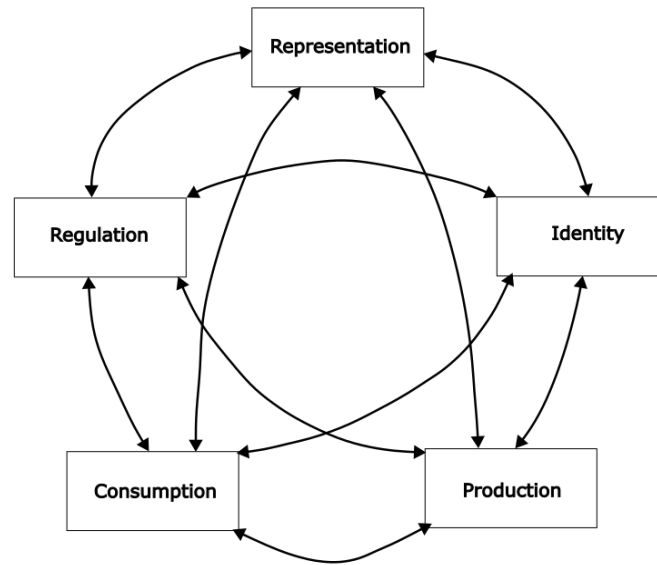 Representation
Regulation
Identity
Consumption
Production